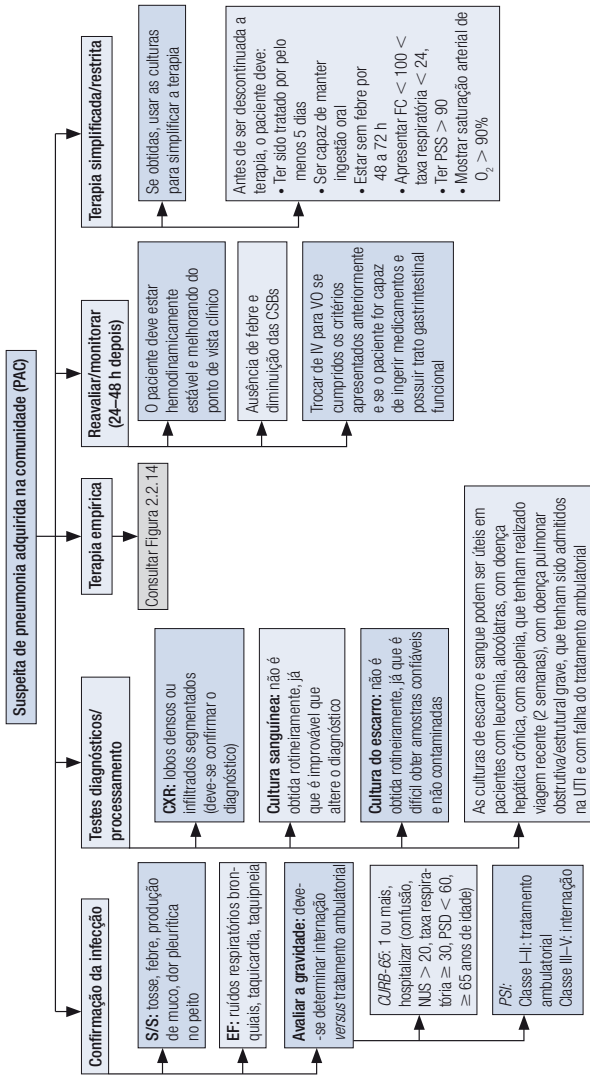 Suspeita de pneumonia adquirida na comunidade (PAC)
Confirmação da infecção
S/S: tosse, febre, produção
de muco, dor pleurítica
no peito
EF: ruídos respiratórios bron-
quiais, taquicardia, taquipneia
Avaliar a gravidade: deve-
-se determinar internação
versus tratamento ambulatorial
CURB-65: 1 ou mais,
hospitalizar (confusão,
NUS > 20, taxa respira-
tória ≥ 30, PSD < 60,
≥ 65 anos de idade)
PSI:
Classe I–II: tratamento
ambulatorial
Classe III–V: internação
Testes diagnósticos/
processamento
CXR: lobos densos ou
infiltrados segmentados
(deve-se confirmar o
diagnóstico)
Cultura sanguínea: não é
obtida rotineiramente, já
que é improvável que
altere o diagnóstico
Cultura do escarro: não é
obtida rotineiramente, já que é
difícil obter amostras confiáveis
e não contaminadas
As culturas de escarro e sangue podem ser úteis em
pacientes com leucemia, alcoólatras, com doença
hepática crônica, com asplenia, que tenham realizado
viagem recente (2 semanas), com doença pulmonar
obstrutiva/estrutural grave, que tenham sido admitidos
na UTI e com falha do tratamento ambulatorial
Terapia empírica
Consultar Figura 2.2.14
Reavaliar/monitorar
(24–48 h depois)
O paciente deve estar
hemodinamicamente
estável e melhorando do
ponto de vista clínico
Ausência de febre e
diminuição das CSBs
Trocar de IV para VO se
cumpridos os critérios
apresentados anteriormente
e se o paciente for capaz
de ingerir medicamentos e
possuir trato gastrintestinal
funcional
Terapia simplificada/restrita
Se obtidas, usar as culturas
para simplificar a terapia
Antes de ser descontinuada a
terapia, o paciente deve:
• Ter sido tratado por pelo
menos 5 dias
• Ser capaz de manter
ingestão oral
• Estar sem febre por
48 a 72 h
• Apresentar FC < 100 <
taxa respiratória < 24,
• Ter PSS > 90
• Mostrar saturação arterial de
O₂ > 90%